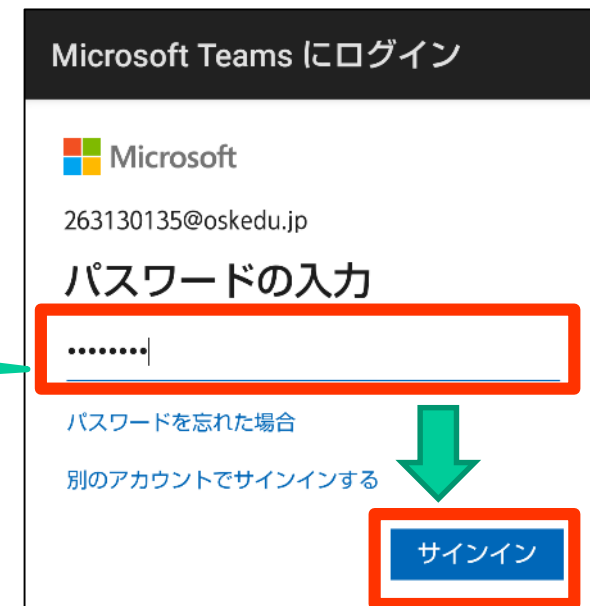 Microsoft Teams にログイン
Microsoft
263130135@oskedu.jp
パスワードの入力
••••••••
パスワードを忘れた場合
別のアカウントでサインインする
サインイン